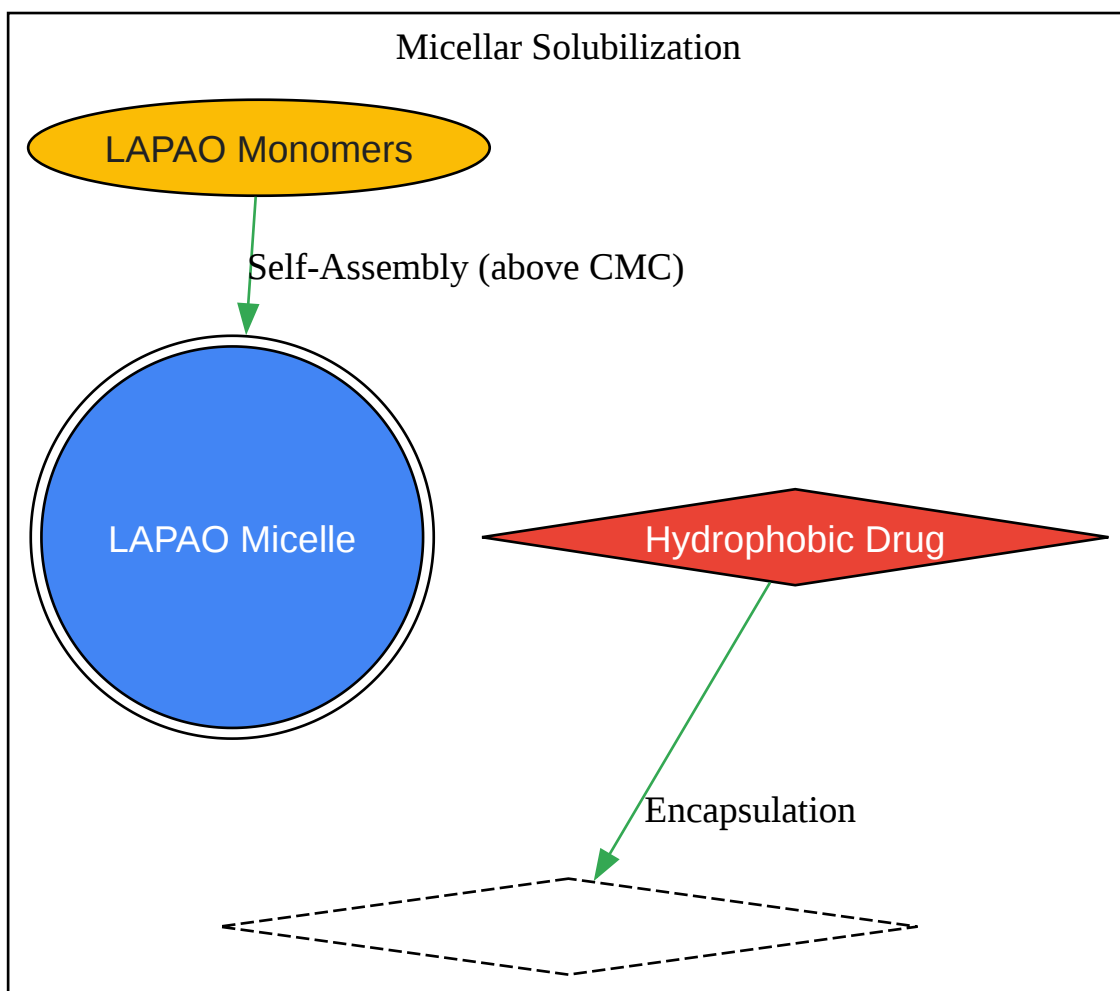 Micellar Solubilization
LAPAO Monomers
Self-Assembly (above CMC)
LAPAO Micelle
Hydrophobic Drug
Encapsulation